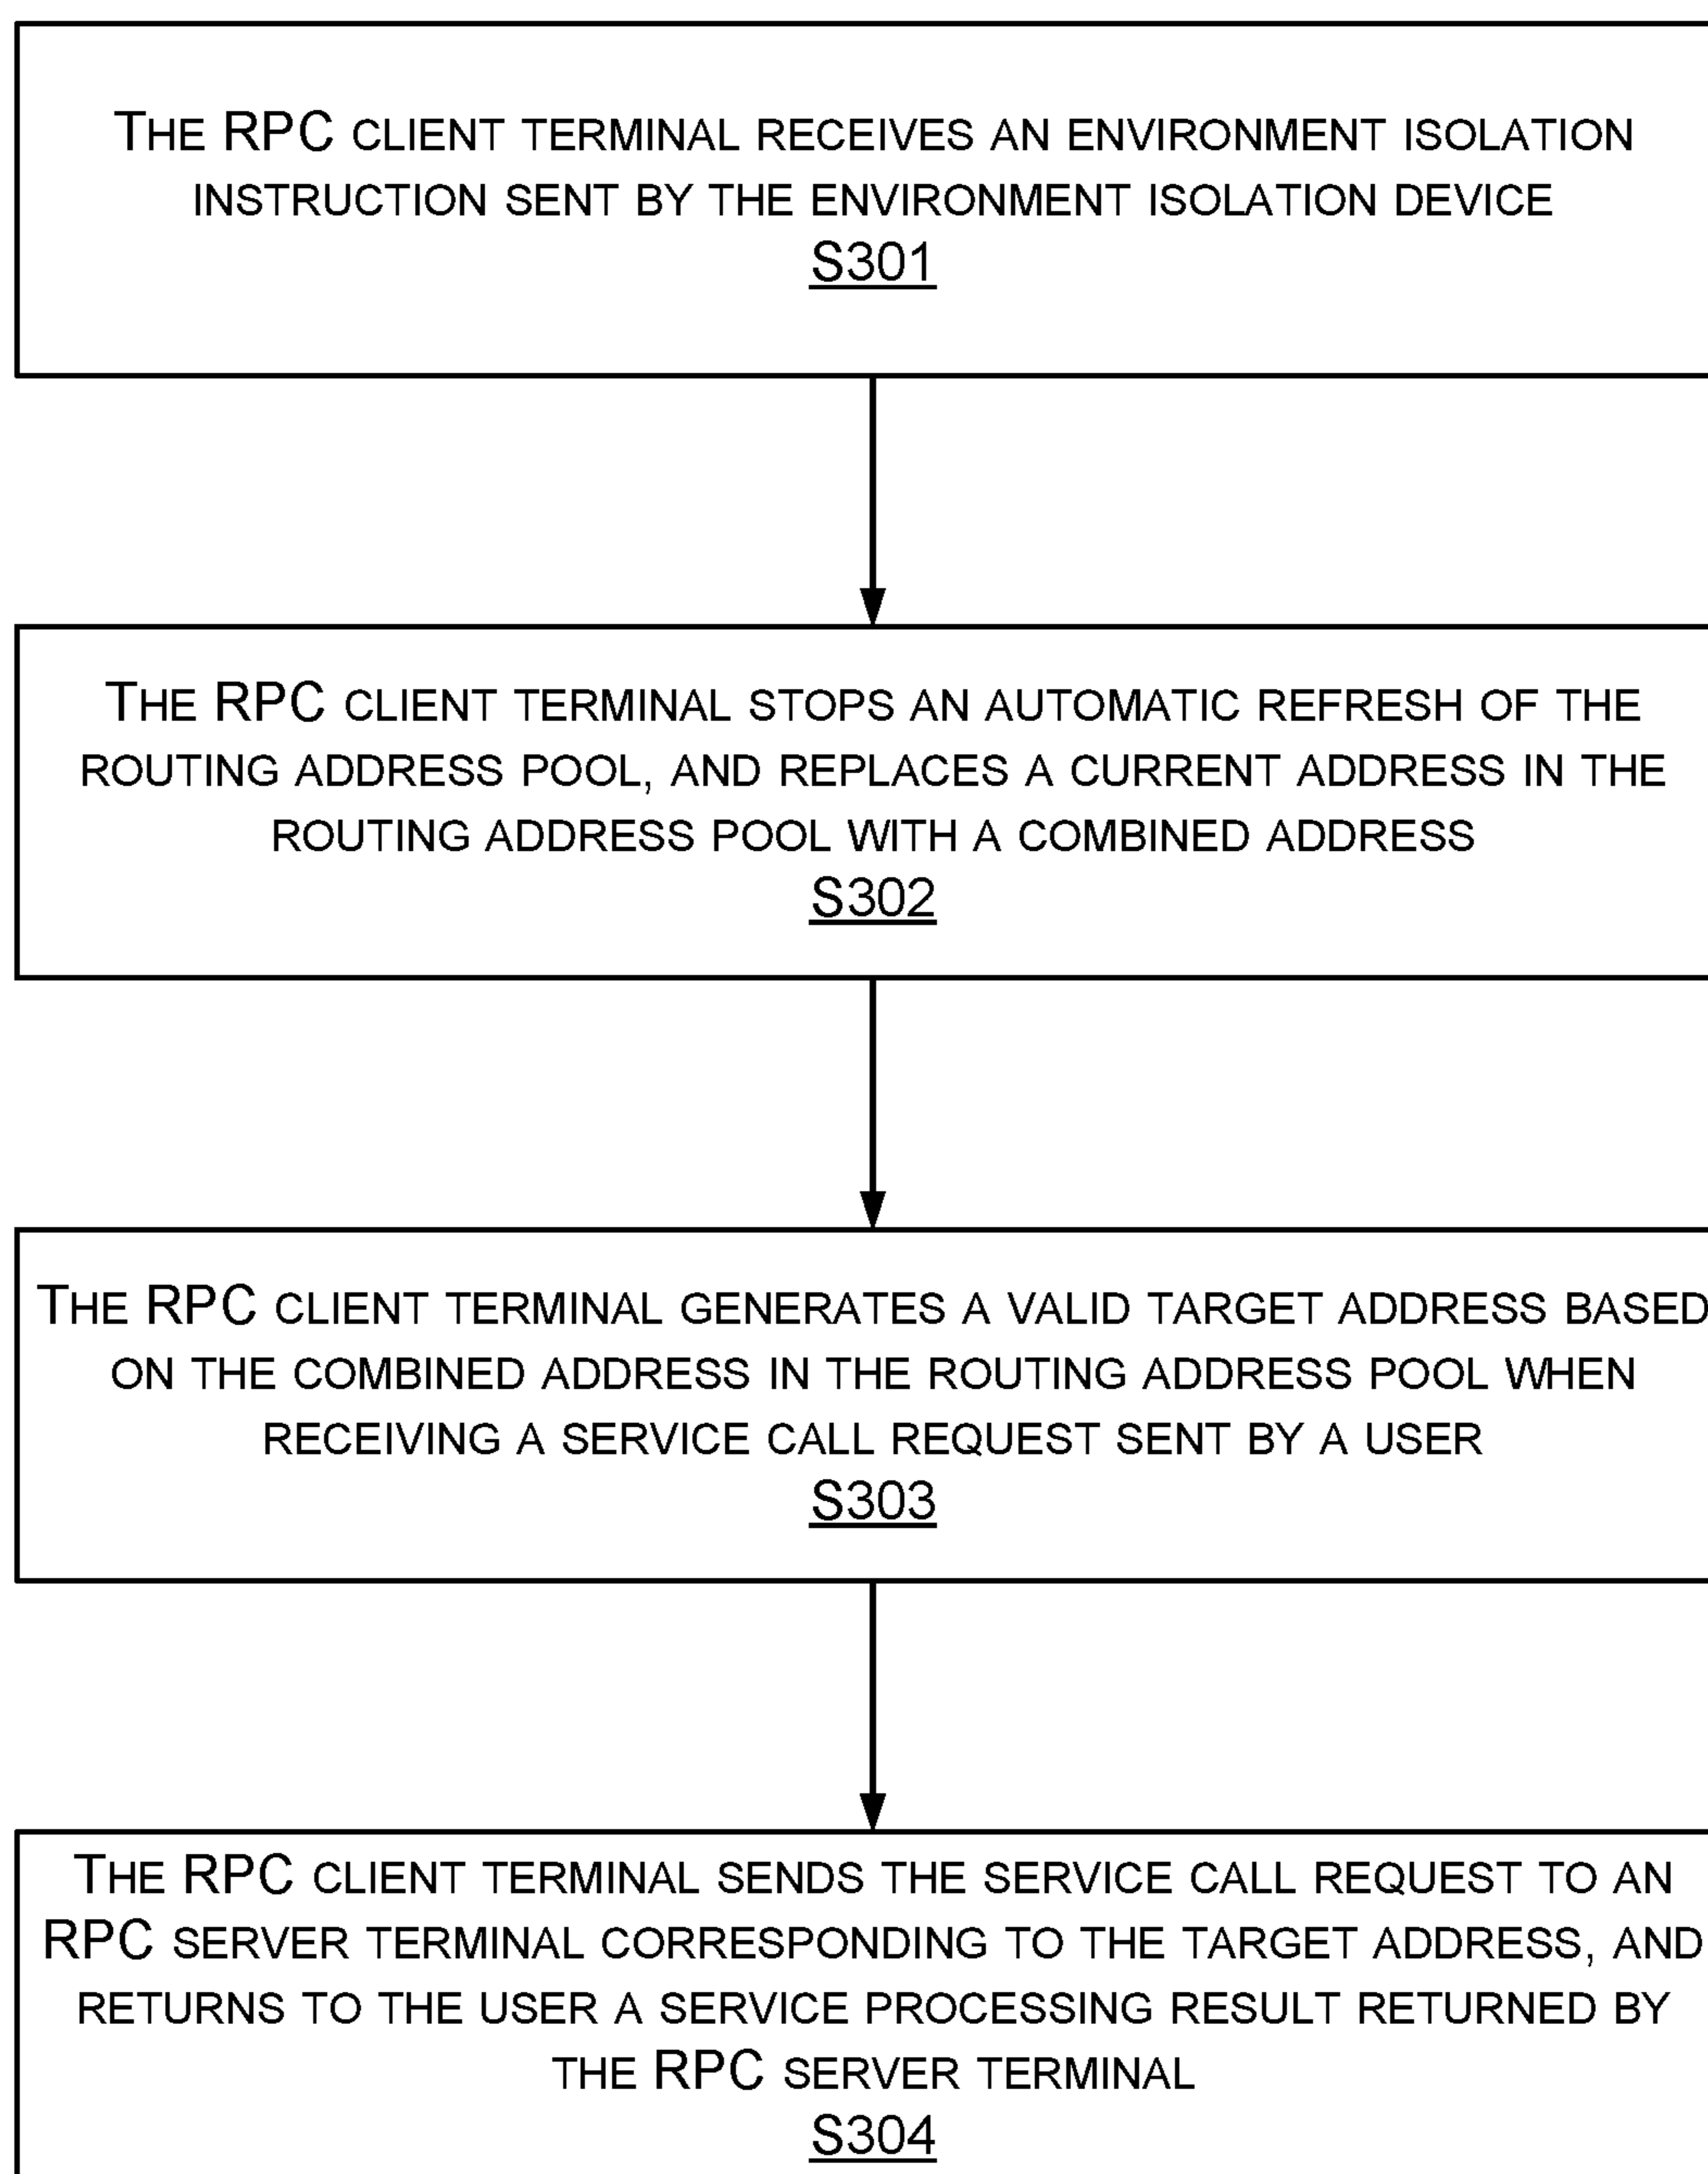 THE RPC CLIENT TERMINAL RECEIVES AN ENVIRONMENT ISOLATION
INSTRUCTION SENT BY THE ENVIRONMENT ISOLATION DEVICE
S301
THE RPC CLIENT TERMINAL STOPS AN AUTOMATIC REFRESH OF THE
ROUTING ADDRESS POOL, AND REPLACES A CURRENT ADDRESS IN THE
ROUTING ADDRESS POOL WITH A COMBINED ADDRESS
S302
THE RPC CLIENT TERMINAL GENERATES A VALID TARGET ADDRESS BASED
ON THE COMBINED ADDRESS IN THE ROUTING ADDRESS POOL WHEN
RECEIVING A SERVICE CALL REQUEST SENT BY A USER
S303
THE RPC CLIENT TERMINAL SENDS THE SERVICE CALL REQUEST TO AN
RPC SERVER TERMINAL CORRESPONDING TO THE TARGET ADDRESS, AND
RETURNS TO THE USER A SERVICE PROCESSING RESULT RETURNED BY
THE RPC SERVER TERMINAL
S304